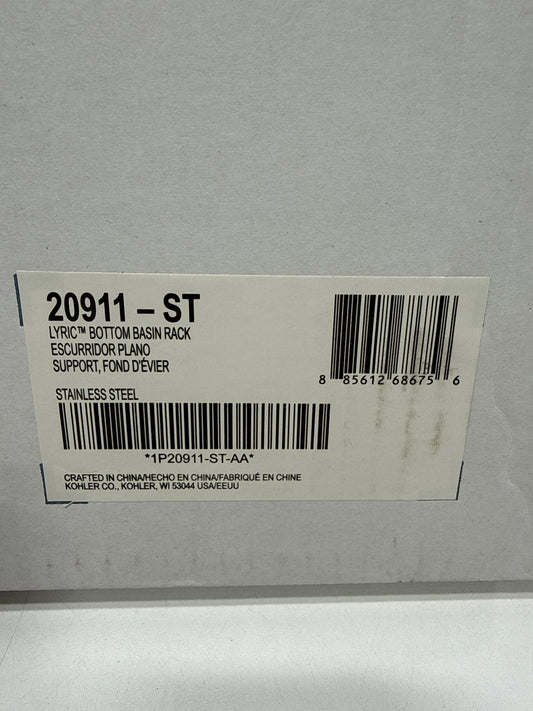 20911 – ST
LYRIC™ BOTTOM BASIN RACK
ESCURRIDOR PLANO
SUPPORT, FOND D'ÉVIER
8 85612 68675 6
STAINLESS STEEL
*1P20911-ST-AA*
CRAFTED IN CHINA/HECHO EN CHINA/FABRIQUÉ EN CHINE
KOHLER CO., KOHLER, WI 53044 USA/EEUU